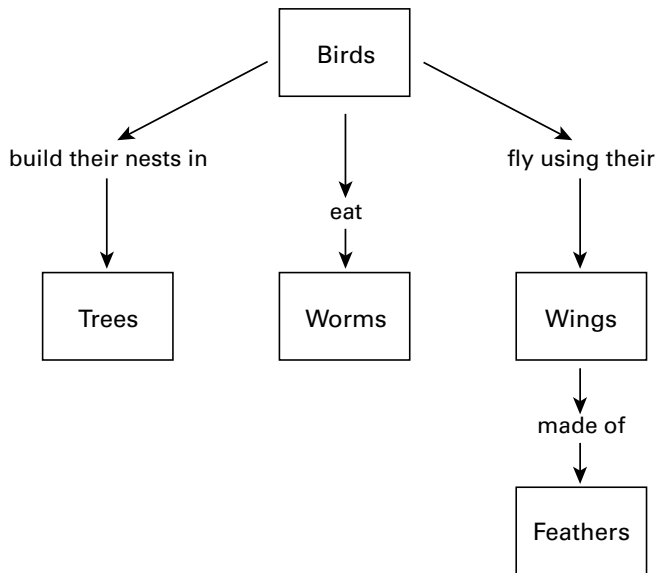 Birds
build their nests in
fly using their
eat
Trees
Worms
Wings
made of
Feathers